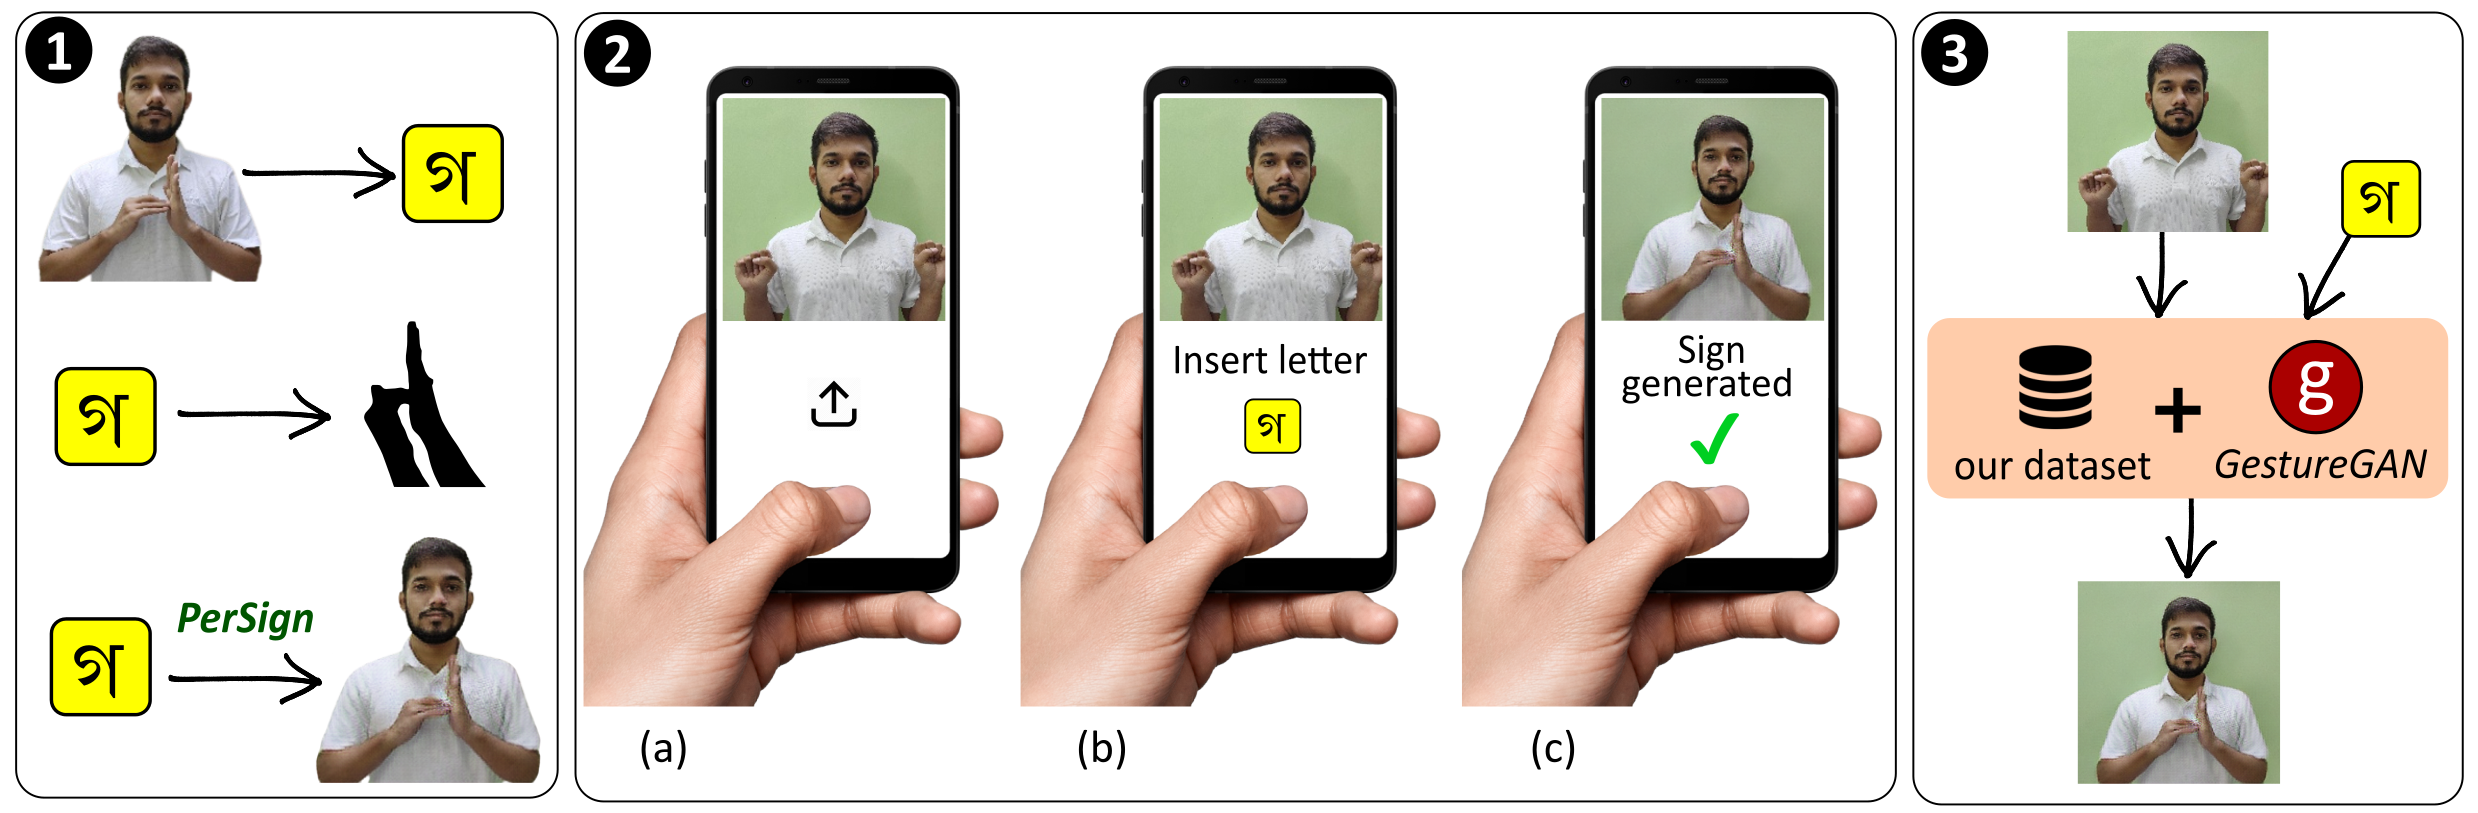 1
গ
গ
PerSign
গ
2
Insert letter
গ
Sign
generated
(a)
(b)
(c)
3
গ
g
+
our dataset
GestureGAN